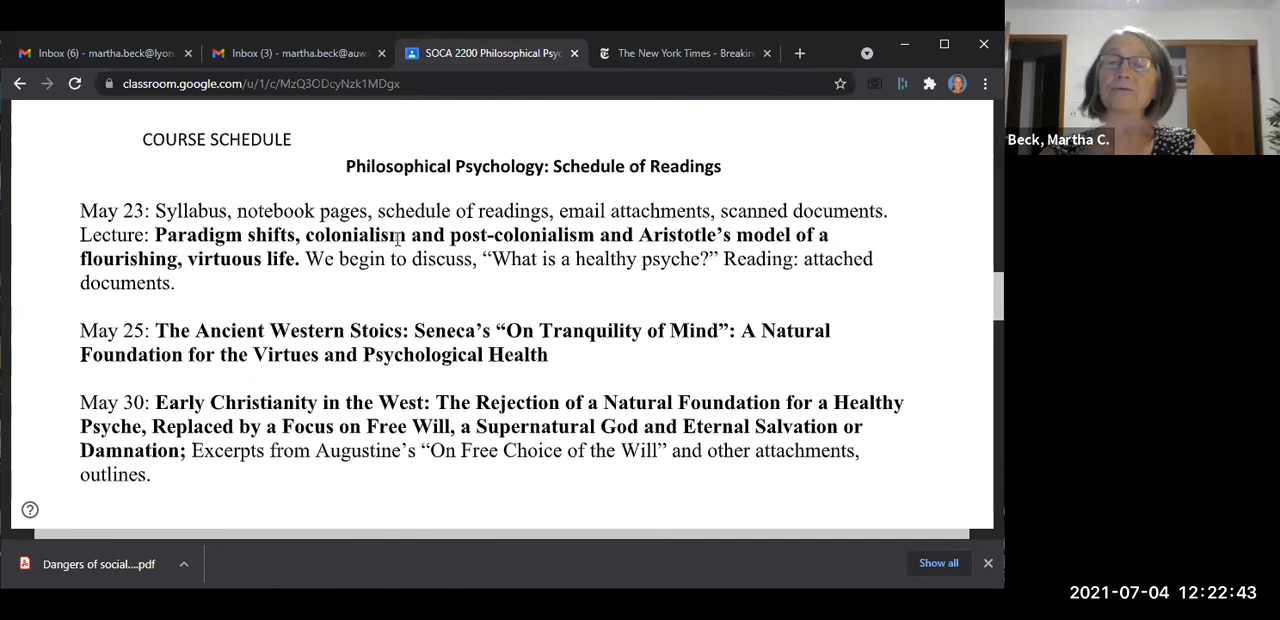 Inbox (6) - martha.beck@lyon.
Inbox (3) - martha.beck@auw
SOCA 2200 Philosophical Psyc
The New York Times - Breakin
classroom.google.com/u/1/c/MzQ3ODcyNzk1MDgx
COURSE SCHEDULE
Philosophical Psychology: Schedule of Readings
May 23: Syllabus, notebook pages, schedule of readings, email attachments, scanned documents.
Lecture: Paradigm shifts, colonialism and post-colonialism and Aristotle’s model of a
flourishing, virtuous life. We begin to discuss, “What is a healthy psyche?” Reading: attached
documents.
May 25: The Ancient Western Stoics: Seneca’s “On Tranquility of Mind”: A Natural
Foundation for the Virtues and Psychological Health
May 30: Early Christianity in the West: The Rejection of a Natural Foundation for a Healthy
Psyche, Replaced by a Focus on Free Will, a Supernatural God and Eternal Salvation or
Damnation; Excerpts from Augustine’s “On Free Choice of the Will” and other attachments,
outlines.
Dangers of social....pdf
Show all
Beck, Martha C.
2021-07-04 12:22:43